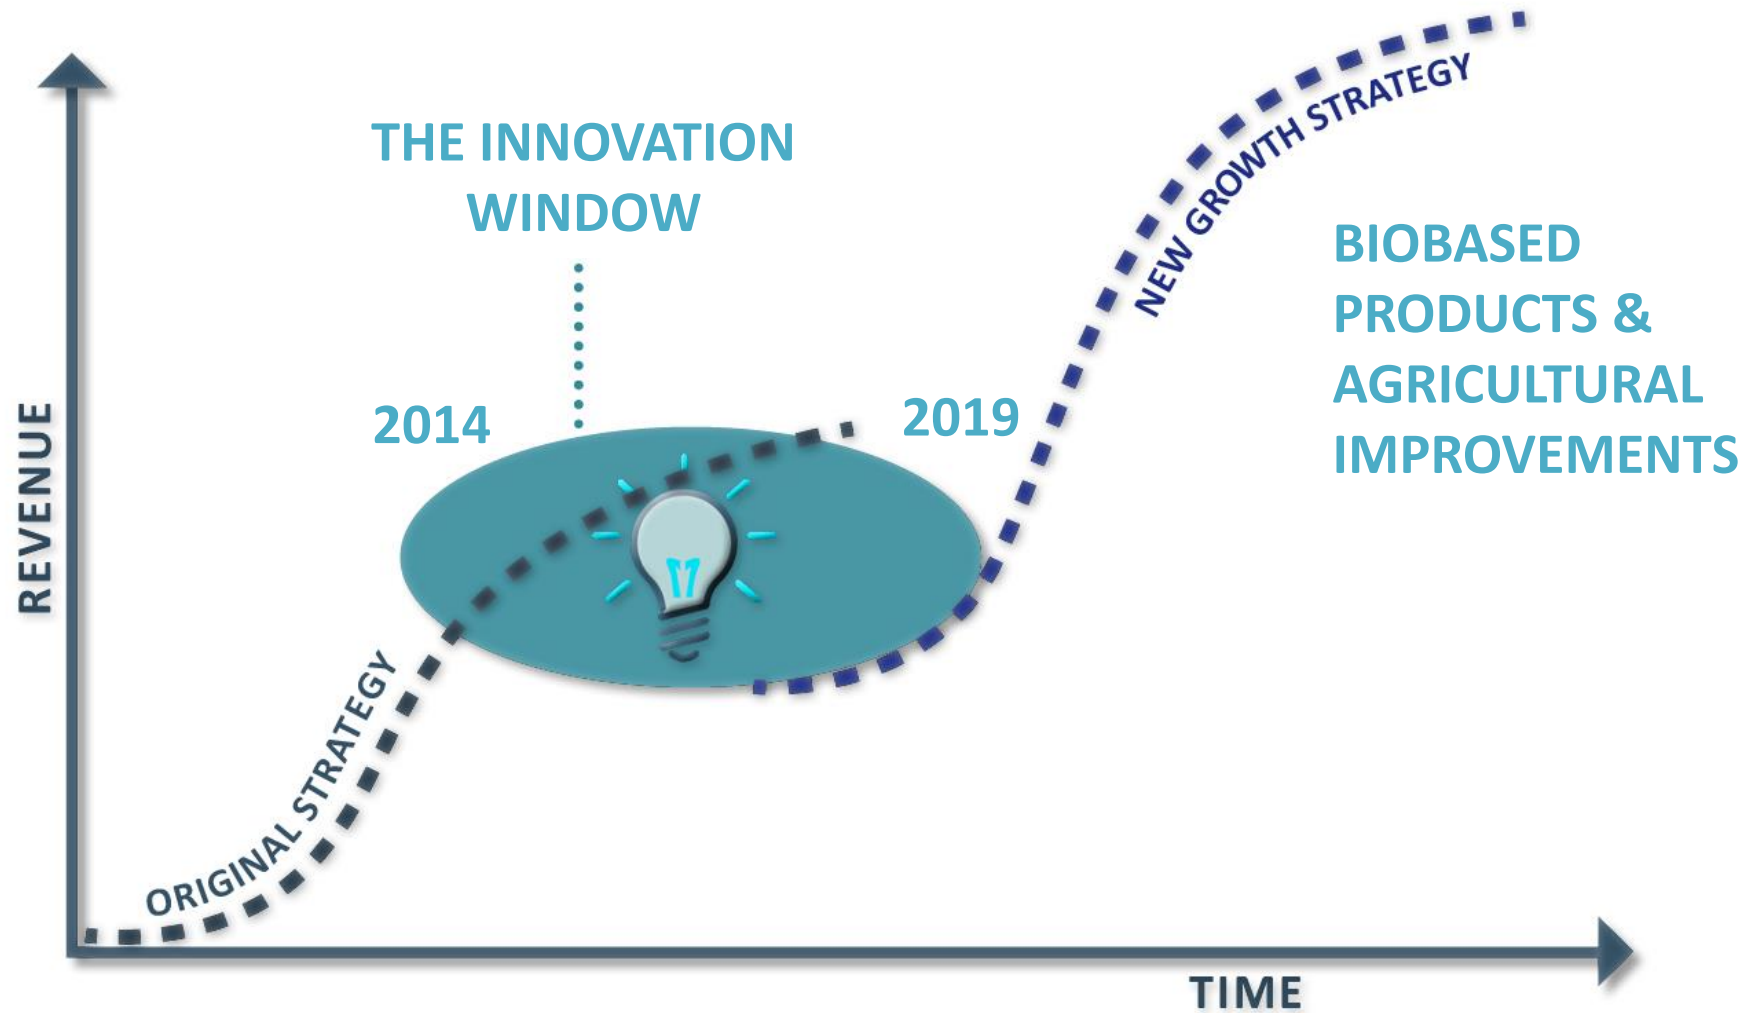 THE INNOVATION
WINDOW
2014
2019
NEW GROWTH STRATEGY
BIOBASED
PRODUCTS &
AGRICULTURAL
IMPROVEMENTS
REVENUE
ORIGINAL STRATEGY
TIME